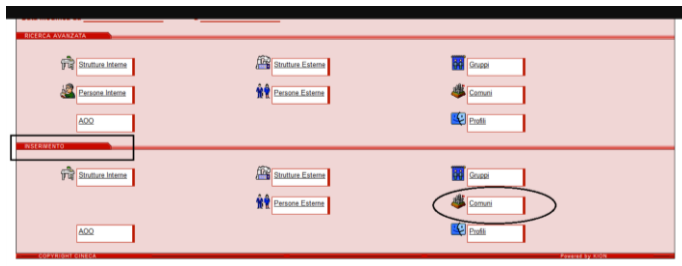 RICERCA AVANZATA
Strutture Interne
Strutture Esterne
Gruppi
Persone Interne
Persone Esterne
Comuni
AOO
Profili
INSERIMENTO
Strutture Interne
Strutture Esterne
Gruppi
Persone Esterne
Comuni
AOO
Profili
COPYRIGHT CINECA
Powered by KION